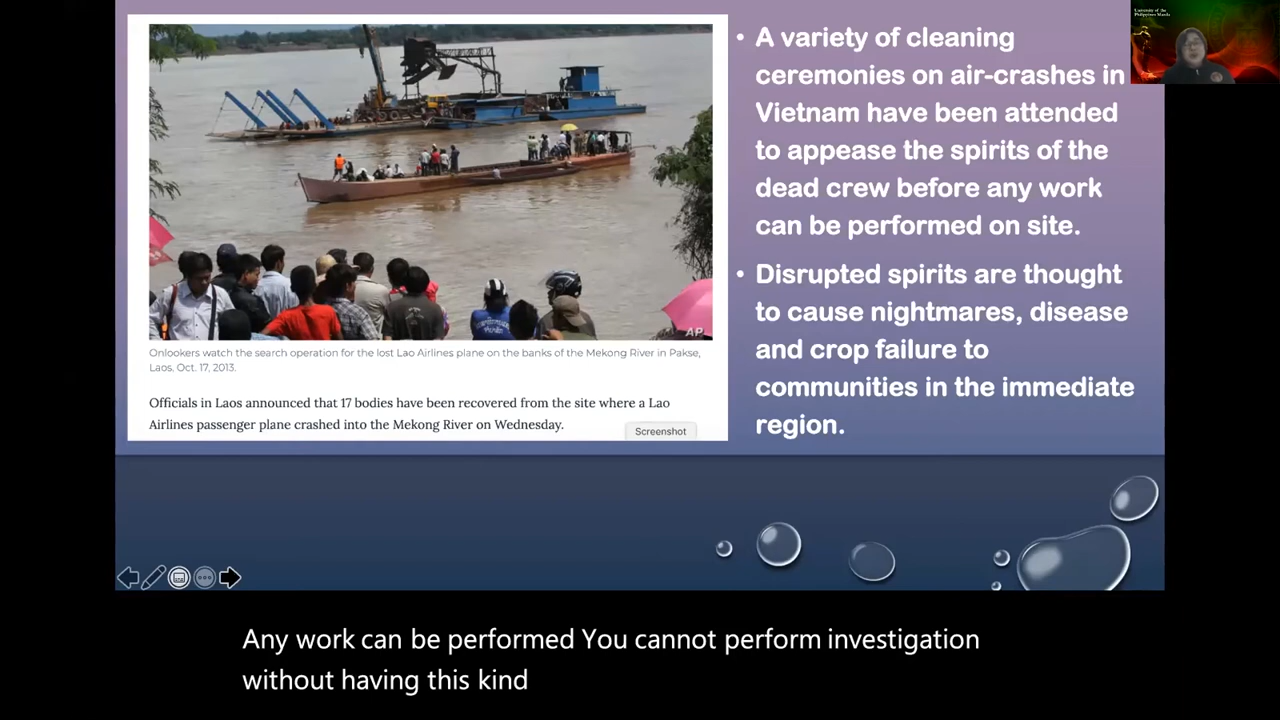 • A variety of cleaning
ceremonies on air-crashes in
Vietnam have been attended
to appease the spirits of the
dead crew before any work
can be performed on site.
• Disrupted spirits are thought
to cause nightmares, disease
and crop failure to
communities in the immediate
region.
University of the
Philippines Manila
AP
Onlookers watch the search operation for the lost Lao Airlines plane on the banks of the Mekong River in Pakse,
Laos. Oct. 17, 2013.
Officials in Laos announced that 17 bodies have been recovered from the site where a Lao
Airlines passenger plane crashed into the Mekong River on Wednesday.
Screenshot
Any work can be performed You cannot perform investigation
without having this kind